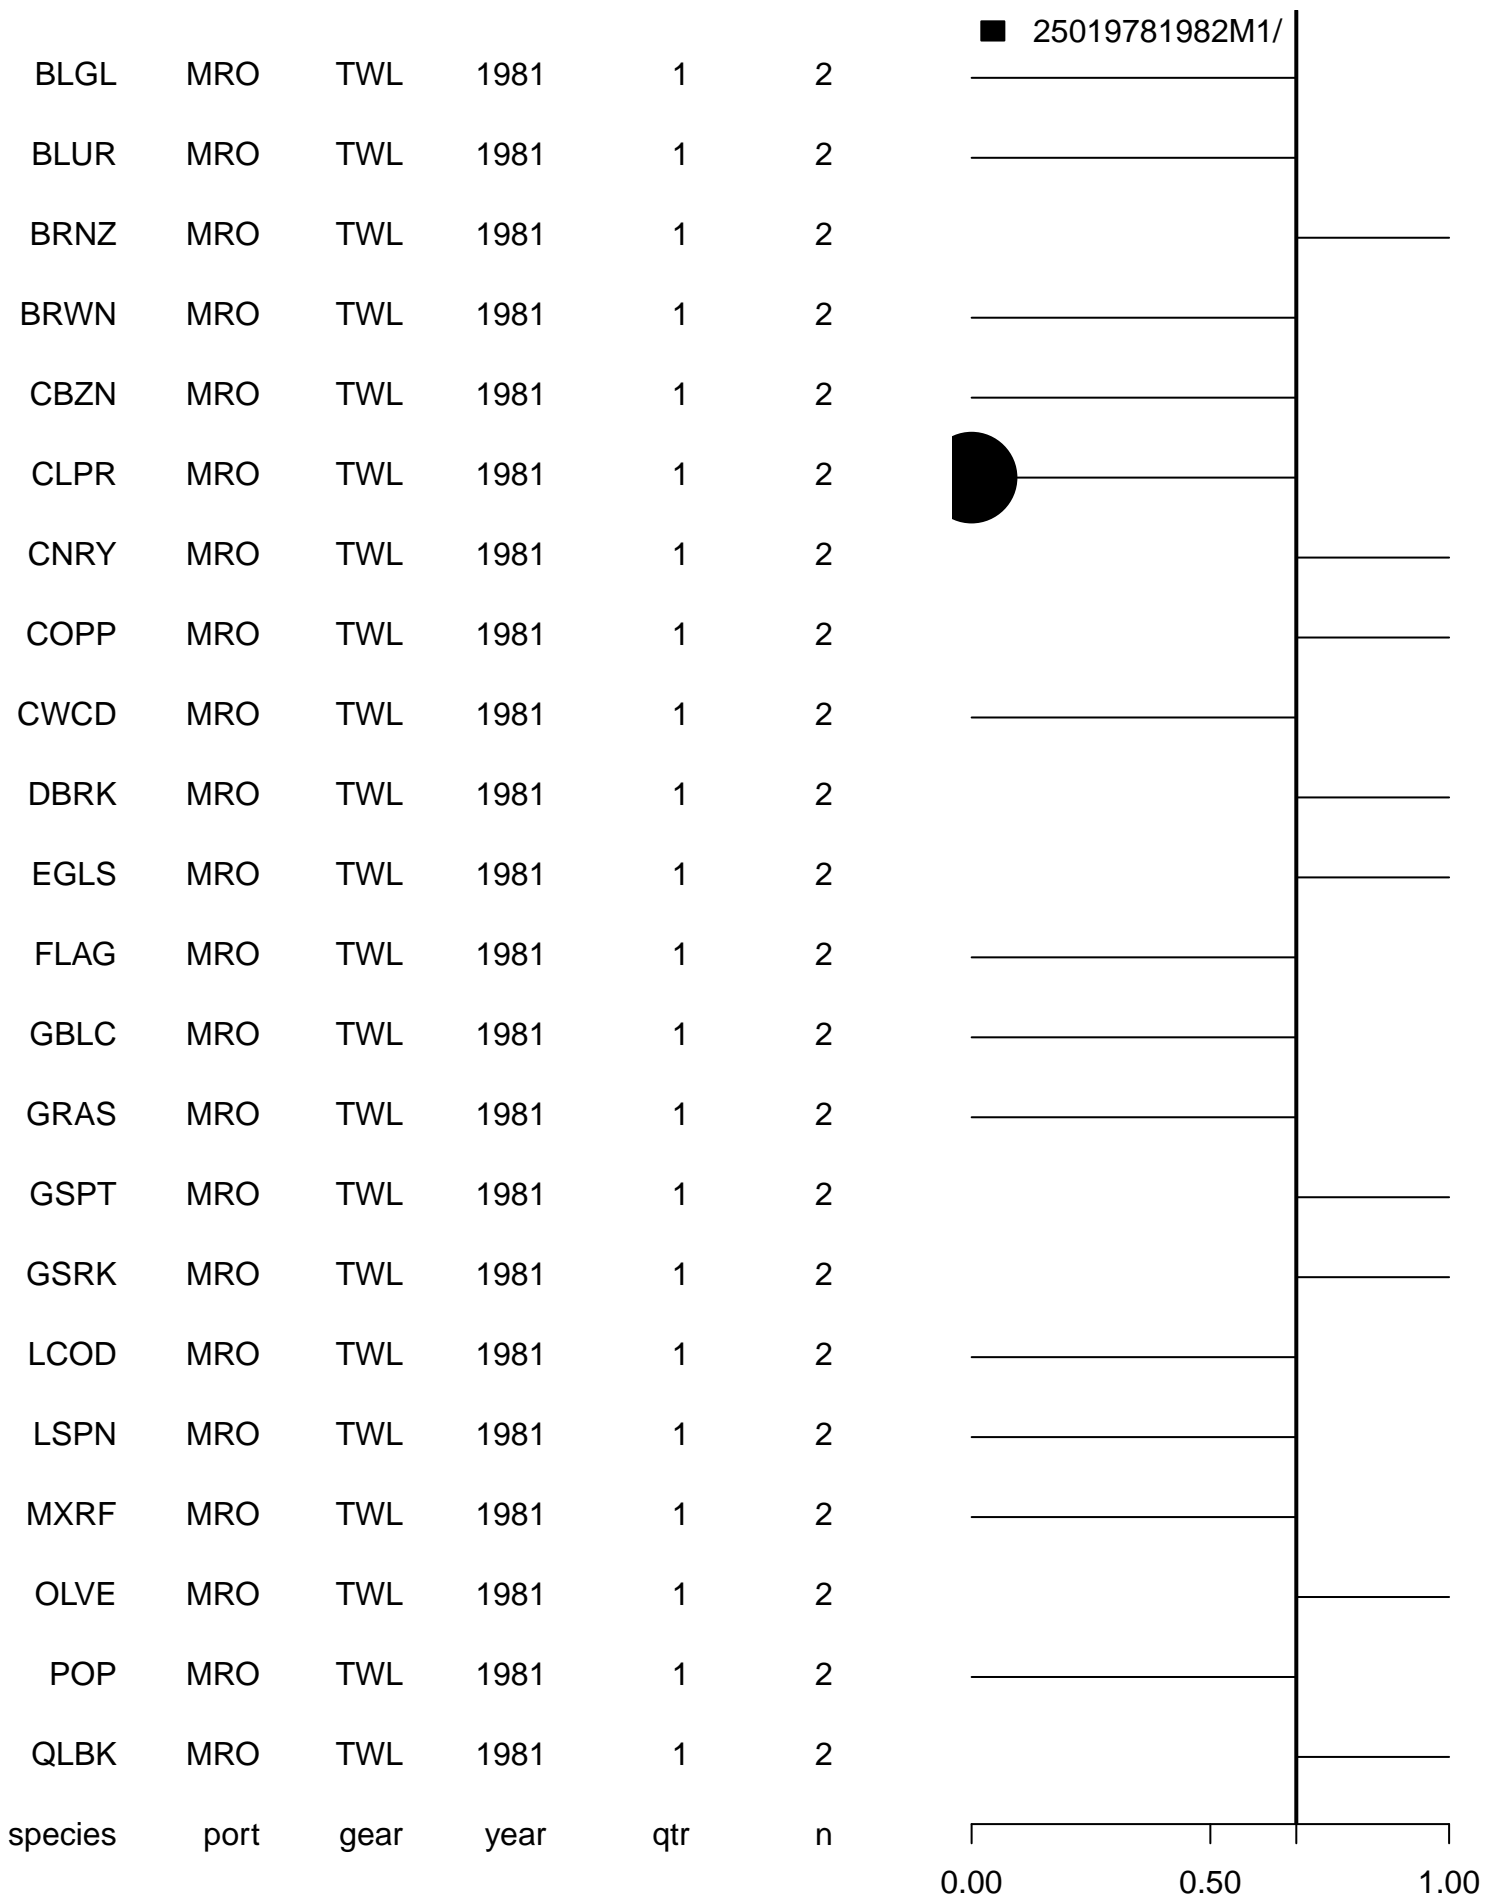 25019781982M1/
BLGL MRO TWL 1981 1 2
BLUR MRO TWL 1981 1 2
BRNZ MRO TWL 1981 1 2
BRWN MRO TWL 1981 1 2
CBZN MRO TWL 1981 1 2
CLPR MRO TWL 1981 1 2
CNRY MRO TWL 1981 1 2
COPP MRO TWL 1981 1 2
CWCD MRO TWL 1981 1 2
DBRK MRO TWL 1981 1 2
EGLS MRO TWL 1981 1 2
FLAG MRO TWL 1981 1 2
GBLC MRO TWL 1981 1 2
GRAS MRO TWL 1981 1 2
GSPT MRO TWL 1981 1 2
GSRK MRO TWL 1981 1 2
LCOD MRO TWL 1981 1 2
LSPN MRO TWL 1981 1 2
MXRF MRO TWL 1981 1 2
OLVE MRO TWL 1981 1 2
POP MRO TWL 1981 1 2
QLBK MRO TWL 1981 1 2
species port gear year qtr n
0.00 0.50 1.00